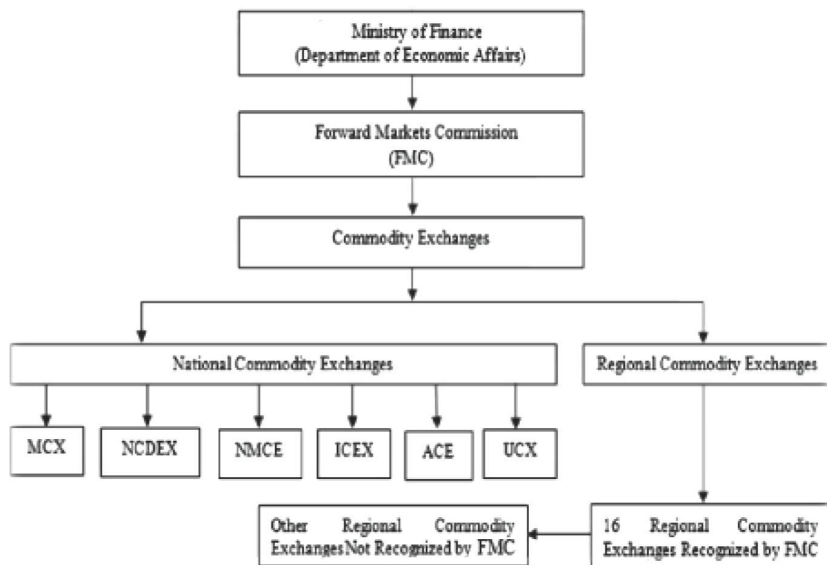 Ministry of Finance
(Department of Economic Affairs)
Forward Markets Commission
(FMC)
Commodity Exchanges
National Commodity Exchanges
Regional Commodity Exchanges
MCX
NCDEX
NMCE
ICEX
ACE
UCX
Other Regional Commodity
ExchangesNot Recognized by FMC
16 Regional Commodity
Exchanges Recognized by FMC